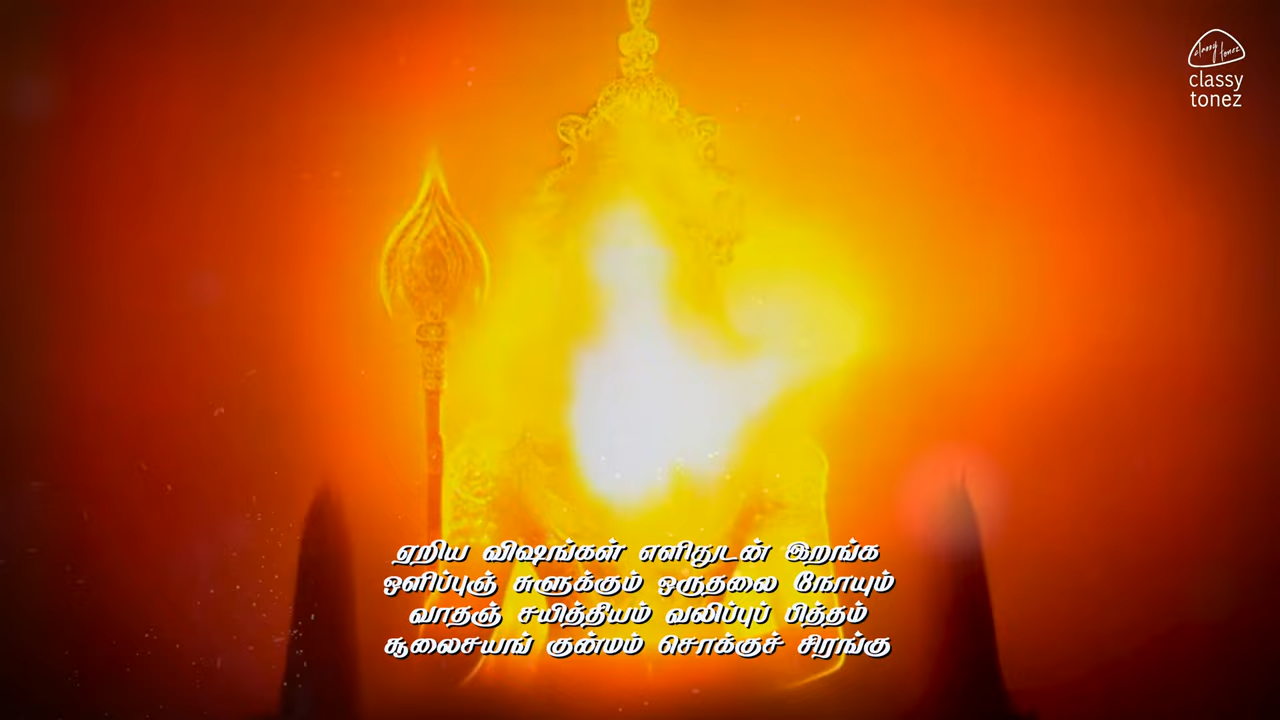 classy tonez
classy
tonez
ஏறிய விஷங்கள் எளிதுடன் இறங்க
ஒளிப்புஞ் சுளுக்கும் ஒருதலை நோயும்
வாதஞ் சயித்தியம் வலிப்புப் பித்தம்
சூலைசயங் குன்மம் சொக்குச் சிரங்கு